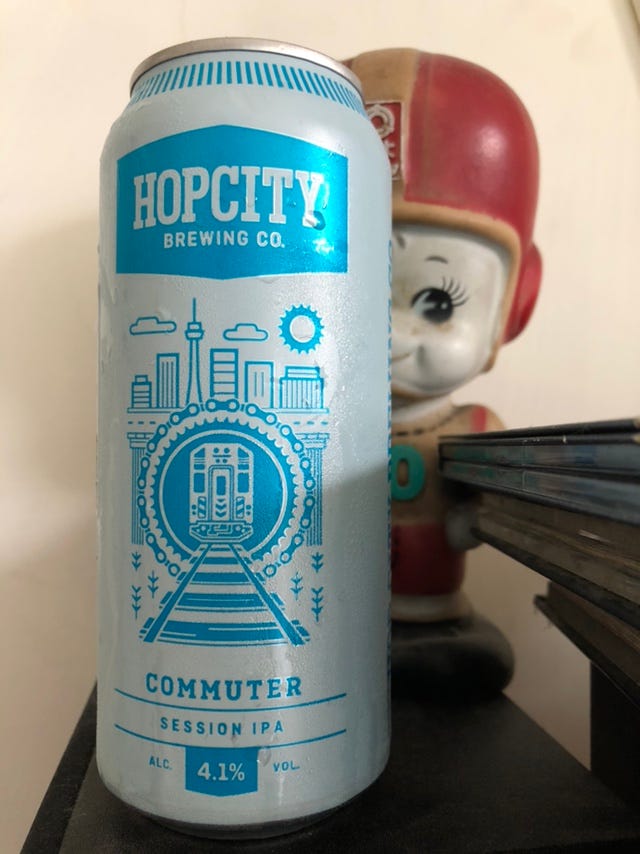 HOPCITY
BREWING CO.
COMMUTER
SESSION IPA
ALC. 4.1% VOL.